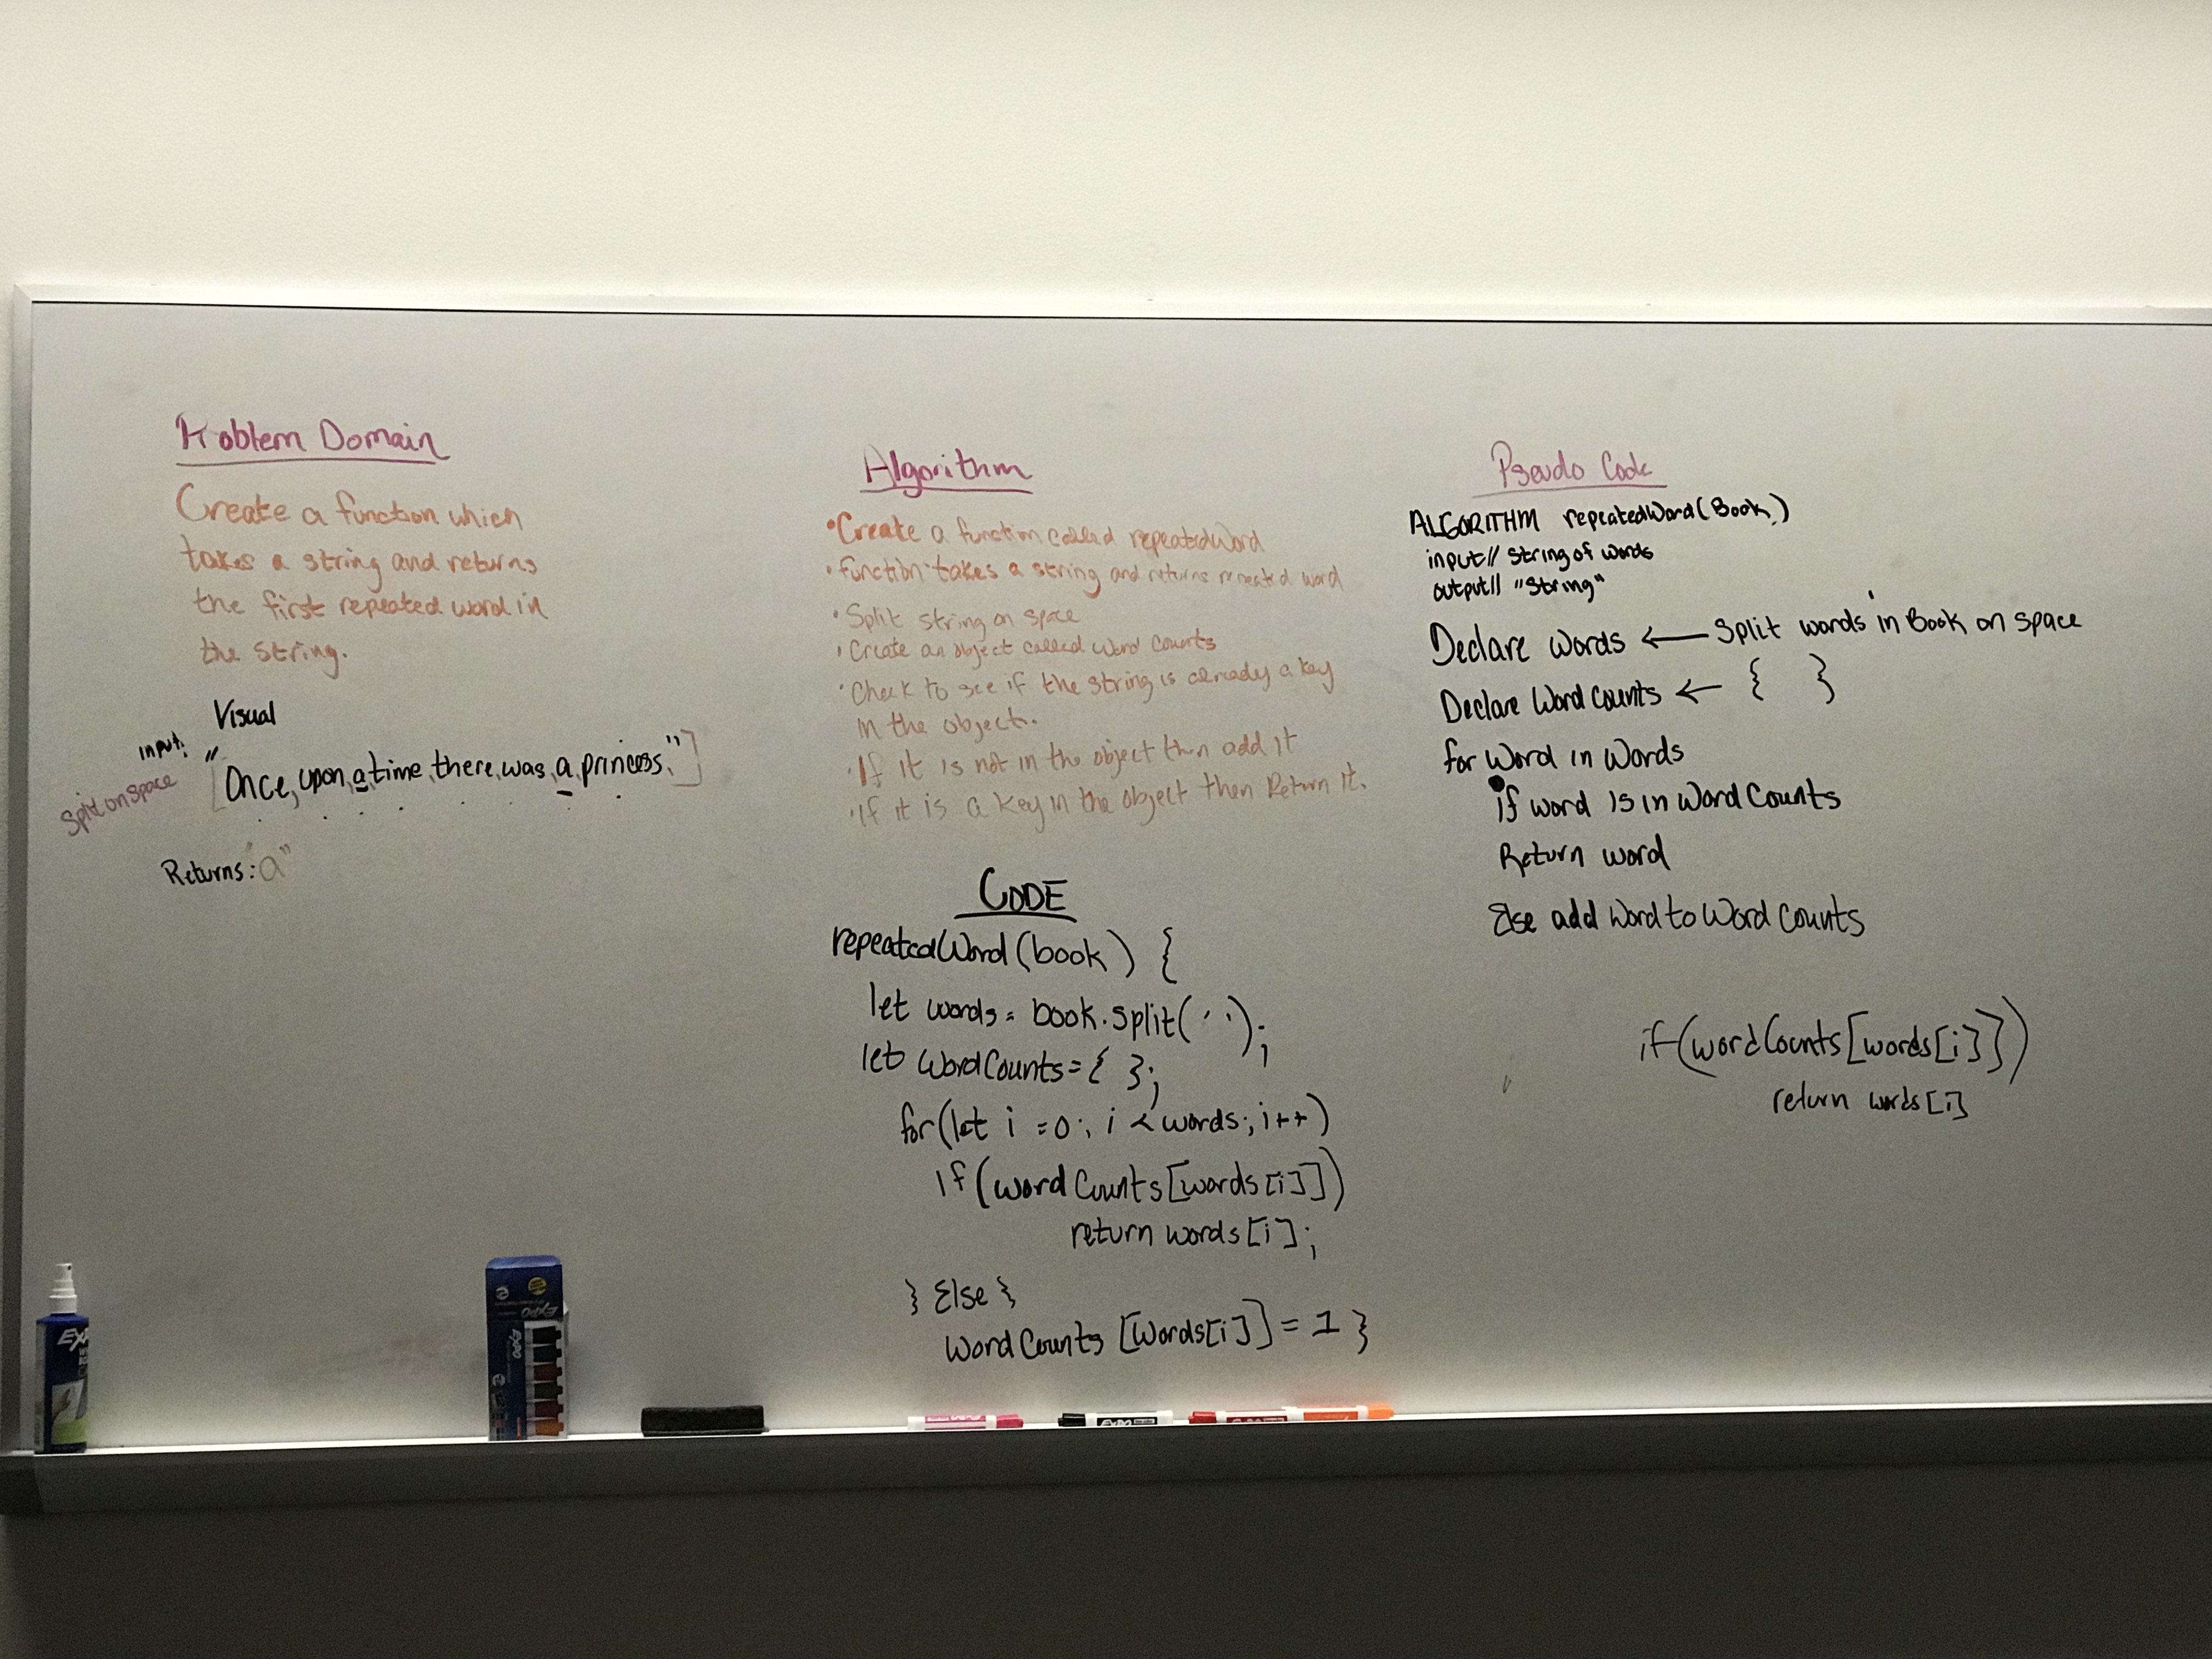 Problem Domain
Create a function which
takes a string and returns
the first repeated word in
the string.
Visual
input:
"Once, upon, a time, there, was, a, princess."
Split on space
Returns: "a"
Algorithm
• Create a function called repeatedWord
• function takes a string and returns repeated word
• Split string on space
• Create an object called Word Counts
• Check to see if the string is already a key
in the object.
• If it is not in the object then add it
• If it is a key in the object then Return it.
CODE
repeatedWord(book) {
let words = book.split(' ');
let WordCounts = { };
for(let i = 0; i < words; i++)
if(wordCounts[words[i]])
return words[i];
} Else }
WordCounts [Words[i]] = 1 }
Pseudo Code
ALGORITHM repeatedWord(Book)
input// string of words
output// "String"
Declare Words ← Split words in Book on space
Declare WordCounts ← { }
for Word in Words
if word is in WordCounts
Return word
Else add Word to Word Counts
if(wordCounts[words[i]])
return words[i]
EXPO
EXPO
EXPO